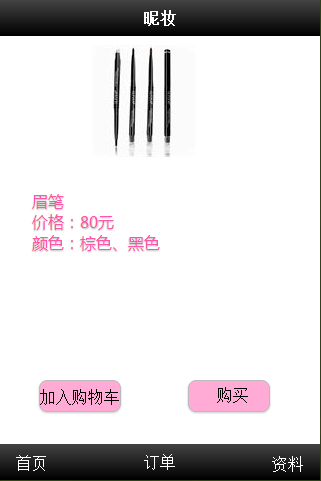 昵妆
眉笔
价格：80元
颜色：棕色、黑色
加入购物车 购买
首页 订单 资料